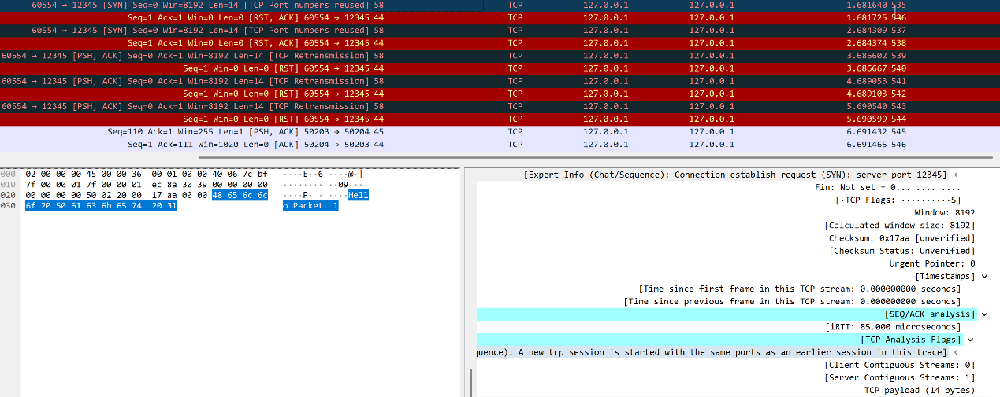 60554 → 12345 [SYN] Seq=0 Win=8192 Len=14 [TCP Port numbers reused] 58 TCP 127.0.0.1 127.0.0.1 1.681640 535
Seq=1 Ack=1 Win=0 Len=0 [RST, ACK] 60554 → 12345 44 TCP 127.0.0.1 127.0.0.1 1.681725 536
60554 → 12345 [SYN] Seq=0 Win=8192 Len=14 [TCP Port numbers reused] 58 TCP 127.0.0.1 127.0.0.1 2.684309 537
Seq=1 Ack=1 Win=0 Len=0 [RST, ACK] 60554 → 12345 44 TCP 127.0.0.1 127.0.0.1 2.684374 538
60554 → 12345 [PSH, ACK] Seq=0 Ack=1 Win=8192 Len=14 [TCP Retransmission] 58 TCP 127.0.0.1 127.0.0.1 3.686602 539
Seq=1 Win=0 Len=0 [RST] 60554 → 12345 44 TCP 127.0.0.1 127.0.0.1 3.686667 540
60554 → 12345 [PSH, ACK] Seq=0 Ack=1 Win=8192 Len=14 [TCP Retransmission] 58 TCP 127.0.0.1 127.0.0.1 4.689053 541
Seq=1 Win=0 Len=0 [RST] 60554 → 12345 44 TCP 127.0.0.1 127.0.0.1 4.689103 542
60554 → 12345 [PSH, ACK] Seq=0 Ack=1 Win=8192 Len=14 [TCP Retransmission] 58 TCP 127.0.0.1 127.0.0.1 5.690540 543
Seq=1 Win=0 Len=0 [RST] 60554 → 12345 44 TCP 127.0.0.1 127.0.0.1 5.690599 544
Seq=110 Ack=1 Win=255 Len=1 [PSH, ACK] 50203 → 50204 45 TCP 127.0.0.1 127.0.0.1 6.691432 545
Seq=1 Ack=111 Win=1020 Len=0 [ACK] 50204 → 50203 44 TCP 127.0.0.1 127.0.0.1 6.691465 546
000 02 00 00 00 45 00 00 36 00 01 00 00 40 06 7c bf ····E··6 ····@·|·
010 7f 00 00 01 7f 00 00 01 ec 8a 30 39 00 00 00 00 ········ ··09····
020 00 00 00 00 50 02 20 00 17 aa 00 00 48 65 6c 6c ····P· · ····Hell
030 6f 20 50 61 63 6b 65 74 20 31 o Packet 1
[Expert Info (Chat/Sequence): Connection establish request (SYN): server port 12345]
Fin: Not set = 0... .... ....
[·TCP Flags: ··········S]
Window: 8192
[Calculated window size: 8192]
Checksum: 0x17aa [unverified]
[Checksum Status: Unverified]
Urgent Pointer: 0
[Timestamps]
[Time since first frame in this TCP stream: 0.000000000 seconds]
[Time since previous frame in this TCP stream: 0.000000000 seconds]
[SEQ/ACK analysis]
[iRTT: 85.000 microseconds]
[TCP Analysis Flags]
quence): A new tcp session is started with the same ports as an earlier session in this trace]
[Client Contiguous Streams: 0]
[Server Contiguous Streams: 1]
TCP payload (14 bytes)